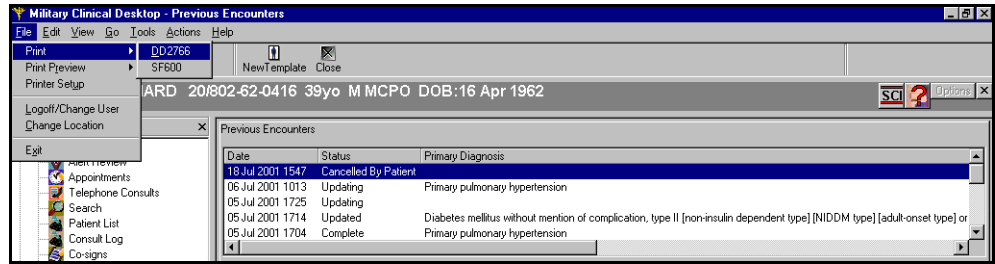 Military Clinical Desktop - Previous Encounters
File Edit View Go Tools Actions Help
Print DD2766
Print Preview SF600
Printer Setup
Logoff/Change User
Change Location
Exit
NewTemplate Close
ARD 20/802-62-0416 39yo M MCPO DOB:16 Apr 1962
SCI ? Options
Previous Encounters
Alert Review
Appointments
Telephone Consults
Search
Patient List
Consult Log
Co-signs
Date Status Primary Diagnosis
18 Jul 2001 1547 Cancelled By Patient
06 Jul 2001 1013 Updating Primary pulmonary hypertension
05 Jul 2001 1725 Updating
05 Jul 2001 1714 Updated Diabetes mellitus without mention of complication, type II [non-insulin dependent type] [NIDDM type] [adult-onset type] or
05 Jul 2001 1704 Complete Primary pulmonary hypertension